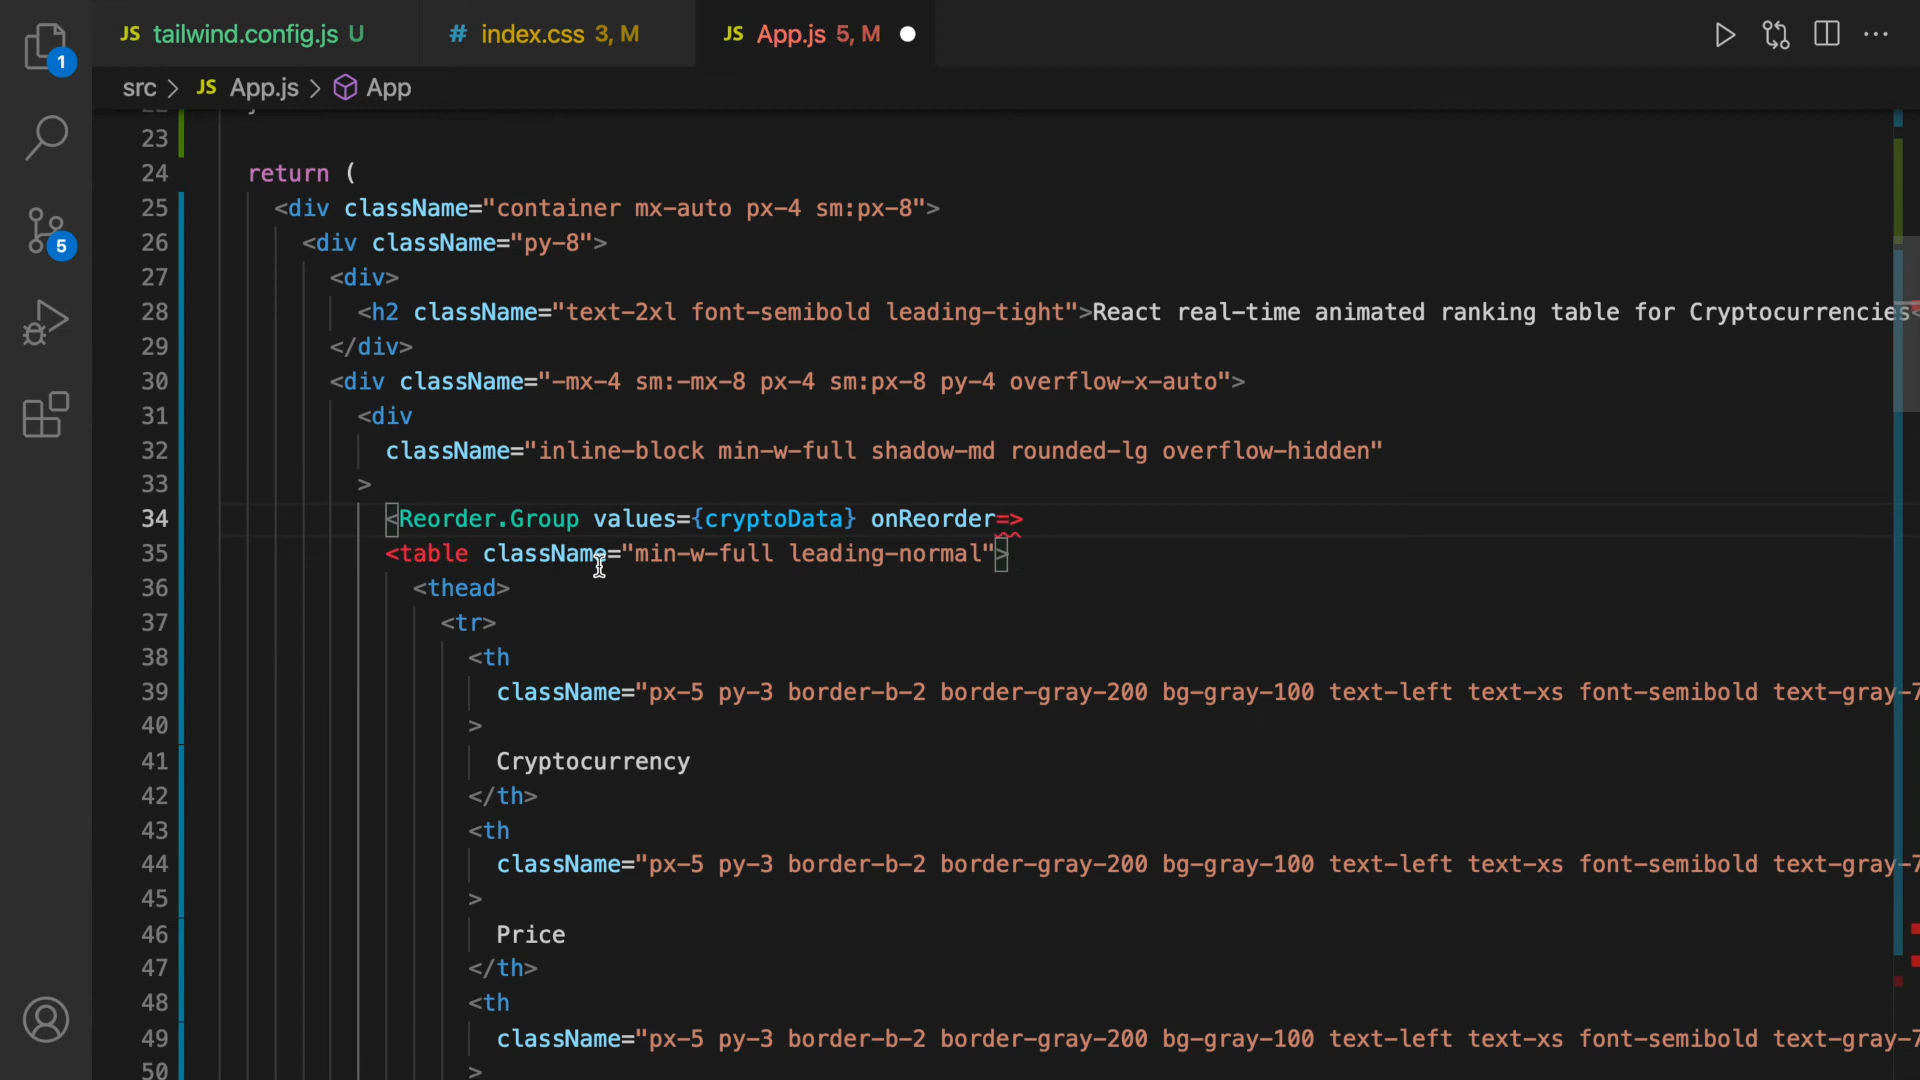 JS tailwind.config.js U # index.css 3, M JS App.js 5, M
1
src > JS App.js > App
23
24 return (
25 <div className="container mx-auto px-4 sm:px-8">
26 <div className="py-8">
27 <div>
28 <h2 className="text-2xl font-semibold leading-tight">React real-time animated ranking table for Cryptocurrencies<
29 </div>
30 <div className="-mx-4 sm:-mx-8 px-4 sm:px-8 py-4 overflow-x-auto">
31 <div
5
32 className="inline-block min-w-full shadow-md rounded-lg overflow-hidden"
33 >
34 <Reorder.Group values={cryptoData} onReorder=>
35 <table className="min-w-full leading-normal">
36 <thead>
37 <tr>
38 <th
39 className="px-5 py-3 border-b-2 border-gray-200 bg-gray-100 text-left text-xs font-semibold text-gray-7
40 >
41 Cryptocurrency
42 </th>
43 <th
44 className="px-5 py-3 border-b-2 border-gray-200 bg-gray-100 text-left text-xs font-semibold text-gray-7
45 >
46 Price
47 </th>
48 <th
49 className="px-5 py-3 border-b-2 border-gray-200 bg-gray-100 text-left text-xs font-semibold text-gray-7
50 >